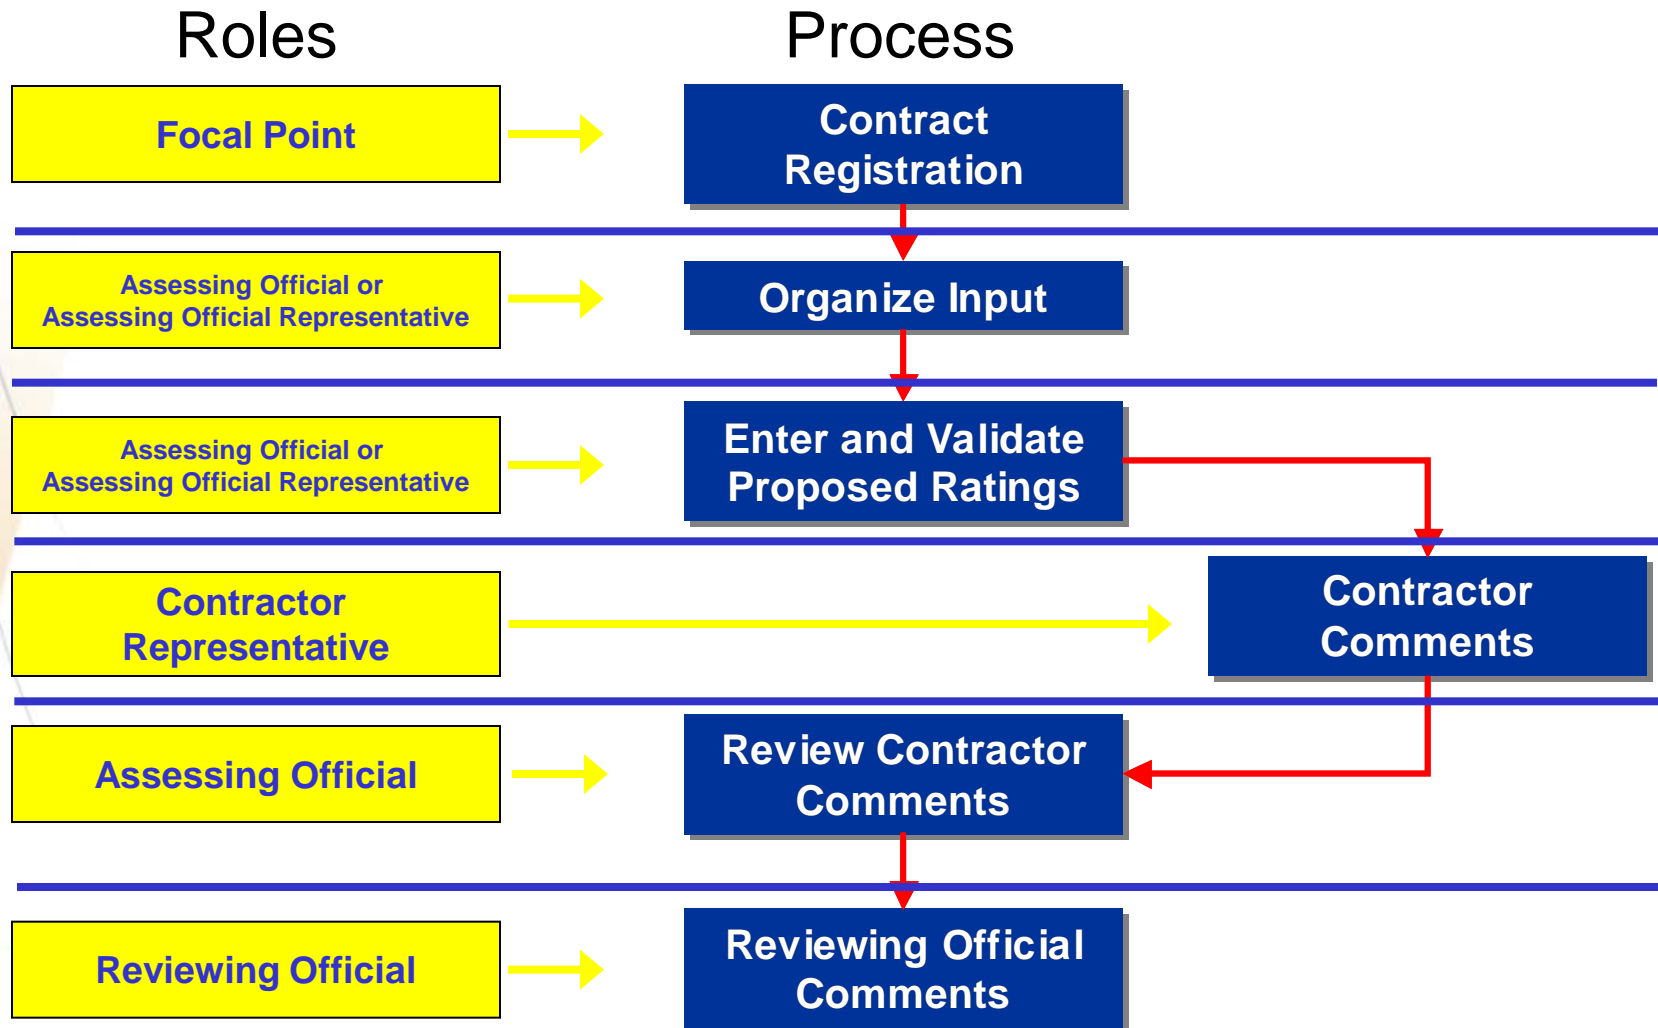 Roles
Process
Focal Point
Contract
Registration
Assessing Official or
Assessing Official Representative
Organize Input
Assessing Official or
Assessing Official Representative
Enter and Validate
Proposed Ratings
Contractor
Representative
Contractor
Comments
Assessing Official
Review Contractor
Comments
Reviewing Official
Reviewing Official
Comments